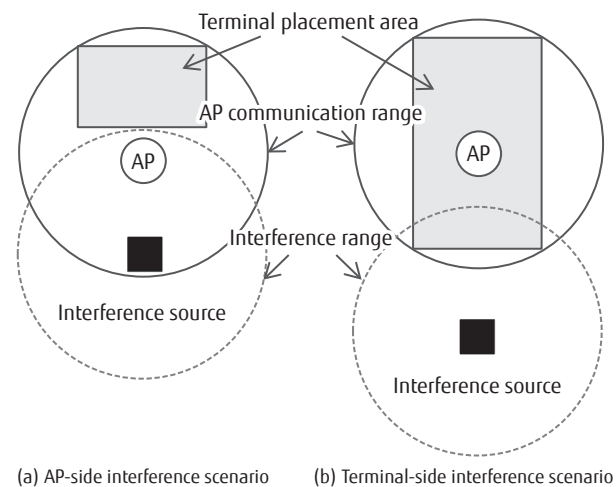 Terminal placement area
AP communication range
AP
AP
Interference range
Interference source
Interference source
(a) AP-side interference scenario
(b) Terminal-side interference scenario